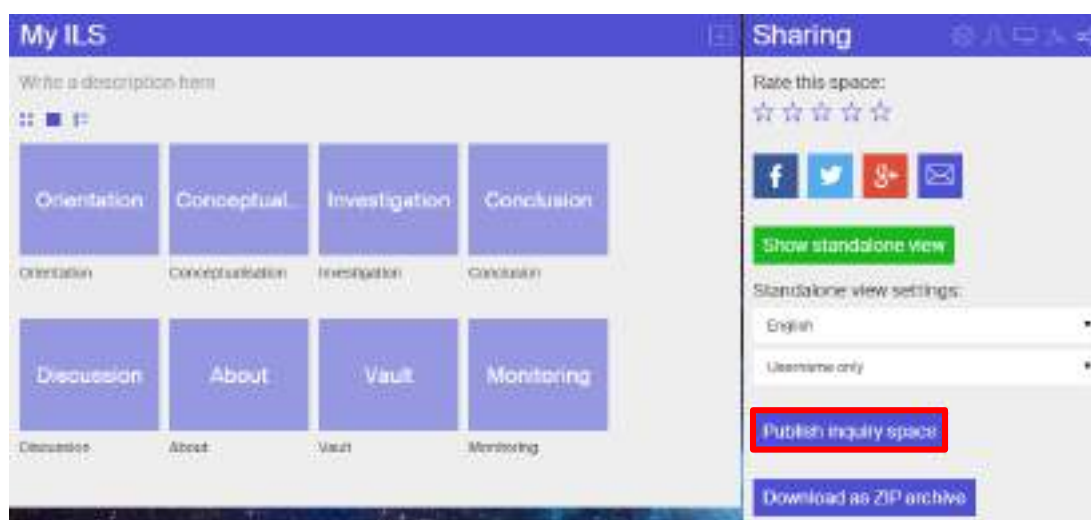 My ILS
Write a description here
Orientation Conceptual... Investigation Conclusion
Orientation Conceptualisation Investigation Conclusion
Discussion About Vault Monitoring
Discussion About Vault Monitoring
Sharing
Rate this space:
f 8+
Show standalone view
Standalone view settings:
English
Username only
Publish inquiry space
Download as ZIP archive